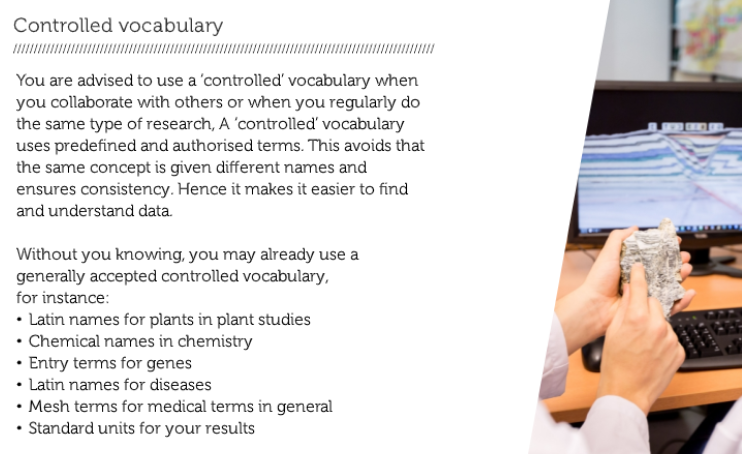 Controlled vocabulary
You are advised to use a ‘controlled’ vocabulary when
you collaborate with others or when you regularly do
the same type of research, A ‘controlled’ vocabulary
uses predefined and authorised terms. This avoids that
the same concept is given different names and
ensures consistency. Hence it makes it easier to find
and understand data.
Without you knowing, you may already use a
generally accepted controlled vocabulary,
for instance:
• Latin names for plants in plant studies
• Chemical names in chemistry
• Entry terms for genes
• Latin names for diseases
• Mesh terms for medical terms in general
• Standard units for your results